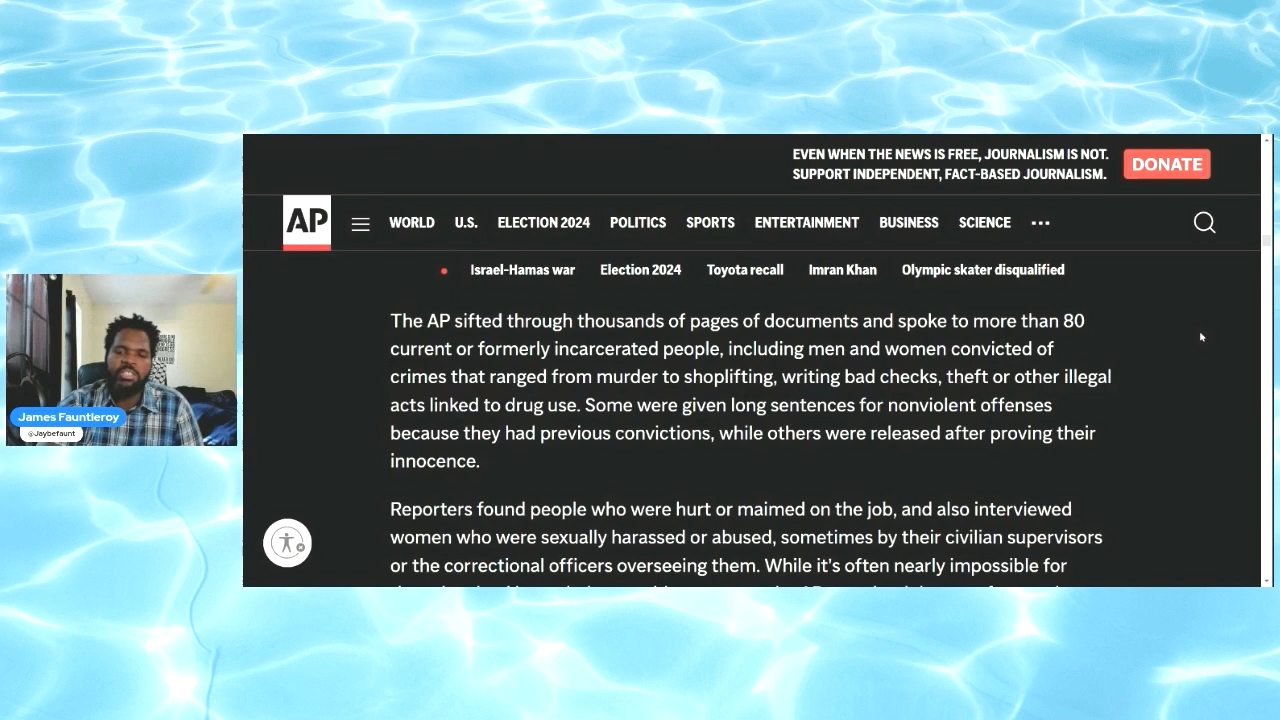 EVEN WHEN THE NEWS IS FREE, JOURNALISM IS NOT.
SUPPORT INDEPENDENT, FACT-BASED JOURNALISM.
DONATE
AP
WORLD U.S. ELECTION 2024 POLITICS SPORTS ENTERTAINMENT BUSINESS SCIENCE
Israel-Hamas war Election 2024 Toyota recall Imran Khan Olympic skater disqualified
The AP sifted through thousands of pages of documents and spoke to more than 80
current or formerly incarcerated people, including men and women convicted of
crimes that ranged from murder to shoplifting, writing bad checks, theft or other illegal
acts linked to drug use. Some were given long sentences for nonviolent offenses
because they had previous convictions, while others were released after proving their
innocence.
Reporters found people who were hurt or maimed on the job, and also interviewed
women who were sexually harassed or abused, sometimes by their civilian supervisors
or the correctional officers overseeing them. While it's often nearly impossible for
James Fauntleroy
@Jaybefaunt